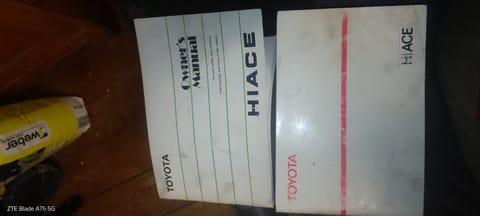 Owner's
Manual
HIACE
TOYOTA
HiACE
TOYOTA
weber
ZTE Blade A75 5G